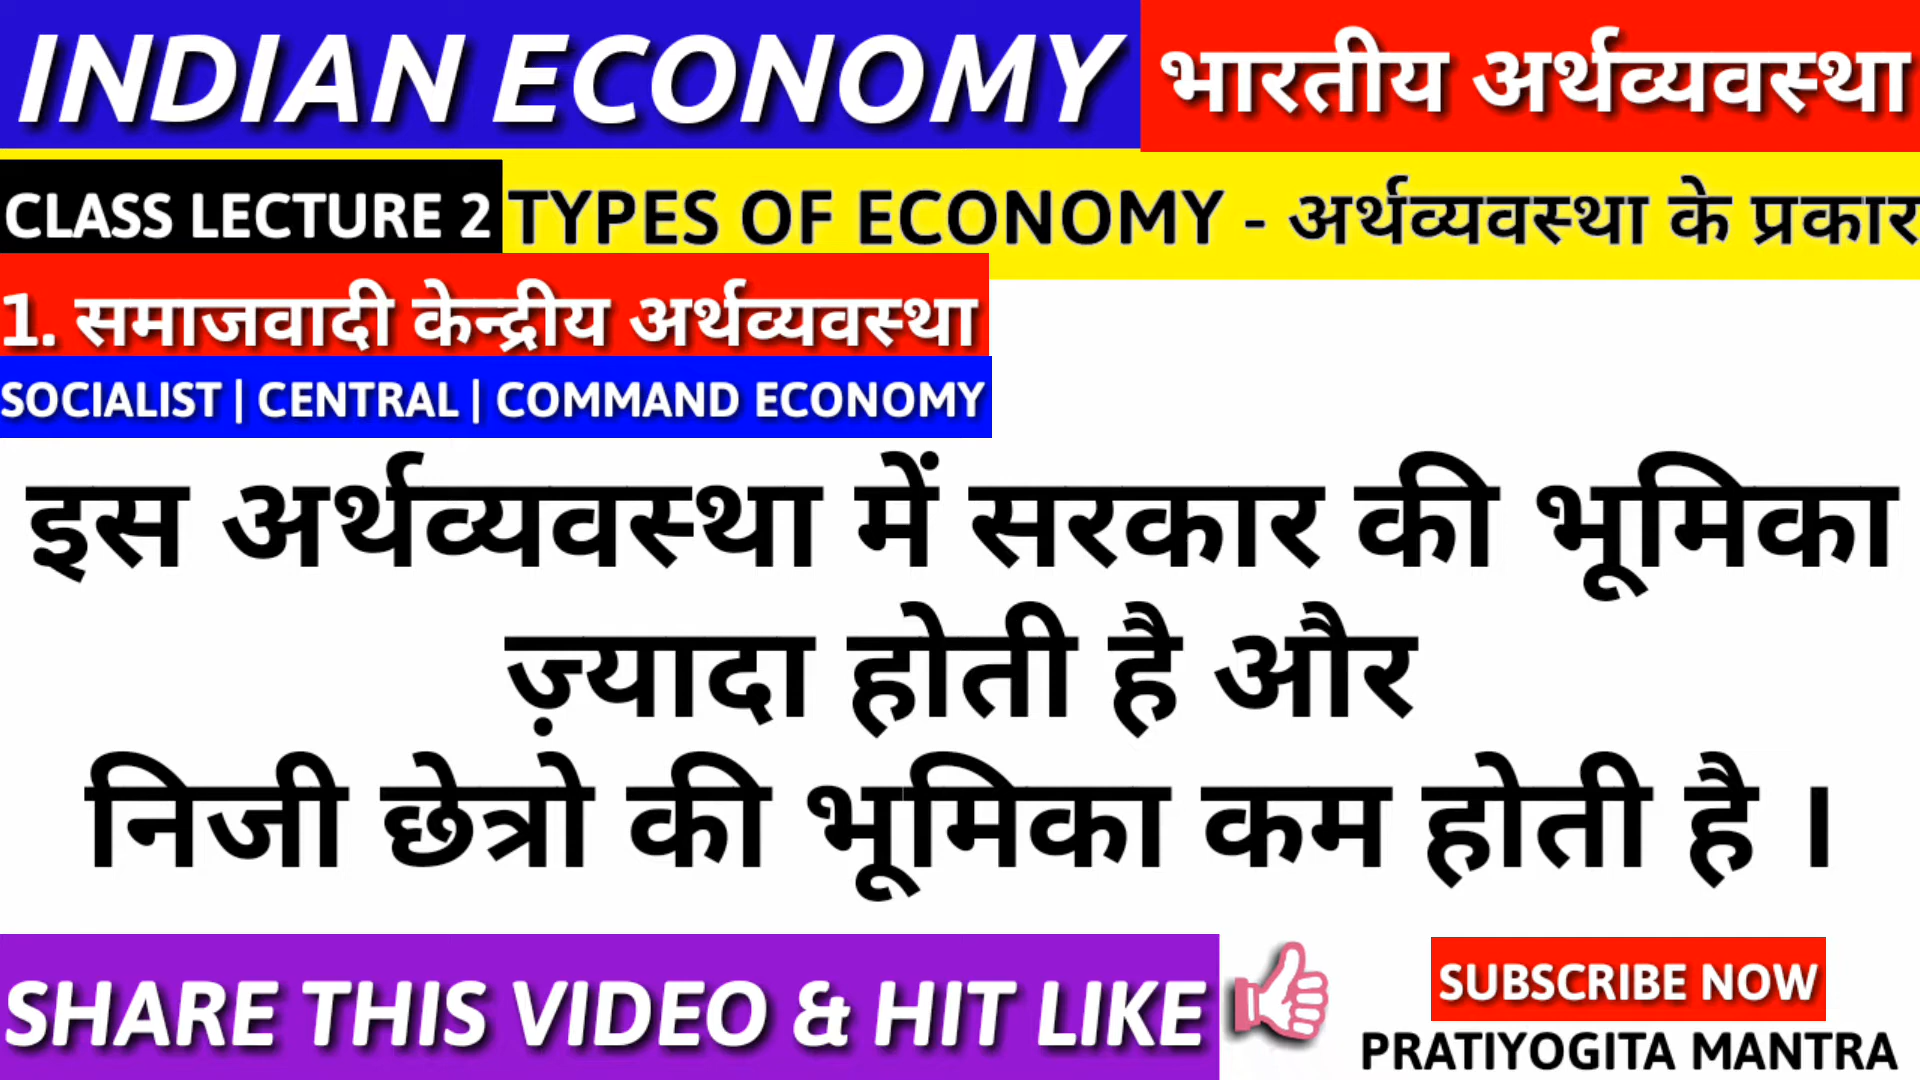 INDIAN ECONOMY भारतीय अर्थव्यवस्था
CLASS LECTURE 2 TYPES OF ECONOMY - अर्थव्यवस्था के प्रकार
1. समाजवादी केन्द्रीय अर्थव्यवस्था
SOCIALIST | CENTRAL | COMMAND ECONOMY
इस अर्थव्यवस्था में सरकार की भूमिका
ज़्यादा होती है और
निजी छेत्रो की भूमिका कम होती है ।
SHARE THIS VIDEO & HIT LIKE
SUBSCRIBE NOW
PRATIYOGITA MANTRA